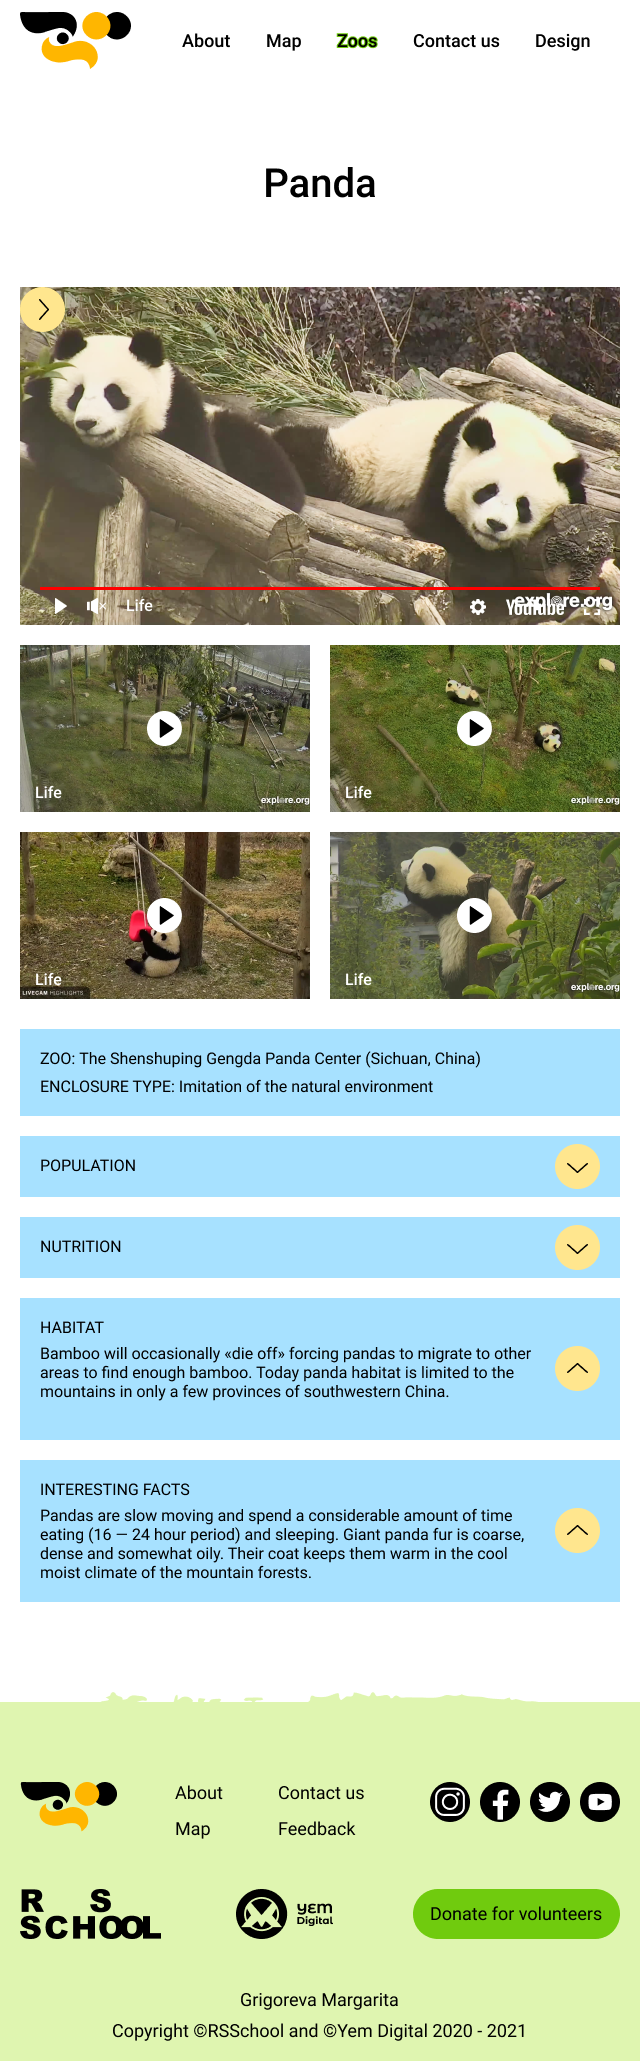 About Map Zoos Contact us Design
Panda
Life
YouTube
explore.org
Life
explore.org
Life
explore.org
Life
LIVECAM HIGHLIGHTS
Life
explore.org
ZOO: The Shenshuping Gengda Panda Center (Sichuan, China)
ENCLOSURE TYPE: Imitation of the natural environment
POPULATION
NUTRITION
HABITAT
Bamboo will occasionally «die off» forcing pandas to migrate to other
areas to find enough bamboo. Today panda habitat is limited to the
mountains in only a few provinces of southwestern China.
INTERESTING FACTS
Pandas are slow moving and spend a considerable amount of time
eating (16 — 24 hour period) and sleeping. Giant panda fur is coarse,
dense and somewhat oily. Their coat keeps them warm in the cool
moist climate of the mountain forests.
About Contact us
Map Feedback
RS
SCHOOL
yem
Digital
Donate for volunteers
Grigoreva Margarita
Copyright ©RSSchool and ©Yem Digital 2020 - 2021